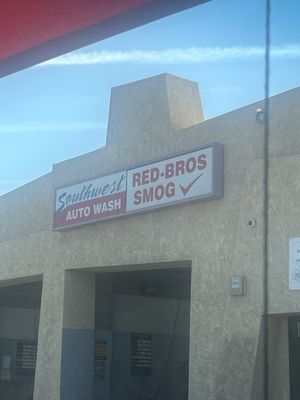 Southwest
AUTO WASH
RED-BROS
SMOG ✓